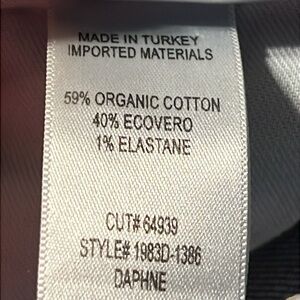 MADE IN TURKEY
IMPORTED MATERIALS
59% ORGANIC COTTON
40% ECOVERO
1% ELASTANE
CUT# 64939
STYLE# 1983D-1386
DAPHNE